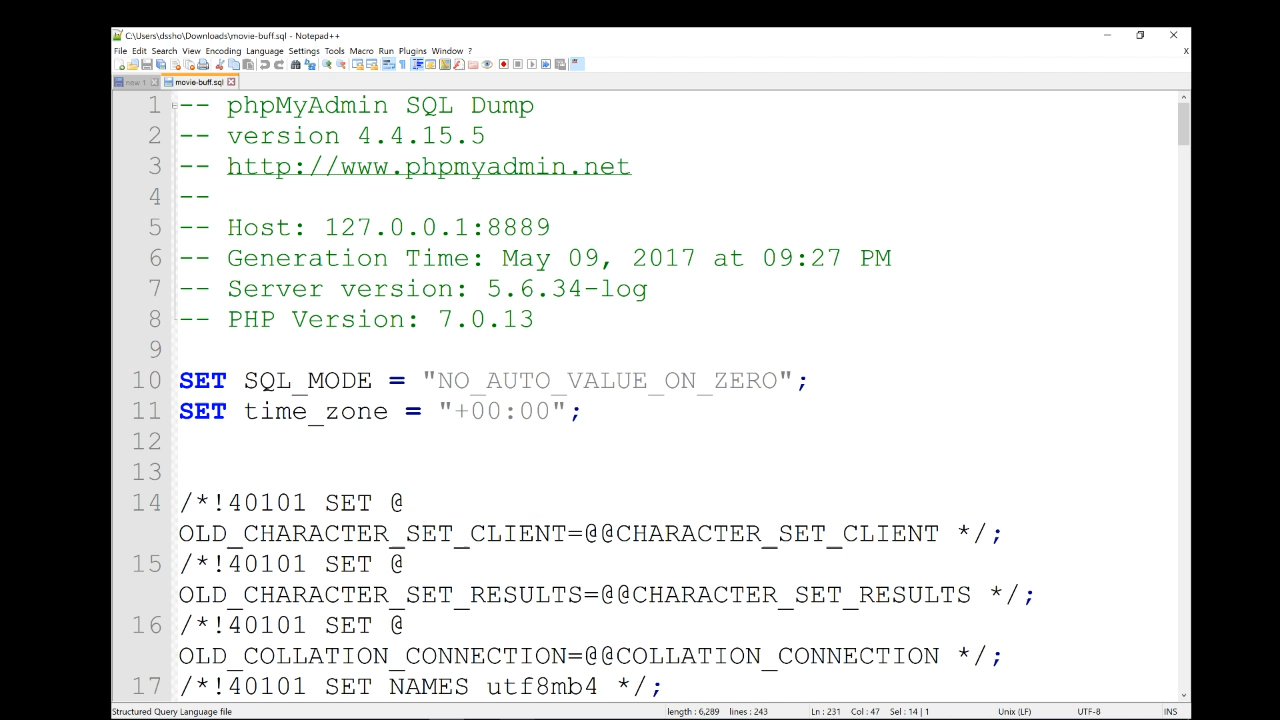 C:\Users\dssho\Downloads\movie-buff.sql - Notepad++
File Edit Search View Encoding Language Settings Tools Macro Run Plugins Window ?
X
new 1 movie-buff.sql
1 -- phpMyAdmin SQL Dump
2 -- version 4.4.15.5
3 -- http://www.phpmyadmin.net
4 --
5 -- Host: 127.0.0.1:8889
6 -- Generation Time: May 09, 2017 at 09:27 PM
7 -- Server version: 5.6.34-log
8 -- PHP Version: 7.0.13
9
10 SET SQL_MODE = "NO_AUTO_VALUE_ON_ZERO";
11 SET time_zone = "+00:00";
12
13
14 /*!40101 SET @
OLD_CHARACTER_SET_CLIENT=@@CHARACTER_SET_CLIENT */;
15 /*!40101 SET @
OLD_CHARACTER_SET_RESULTS=@@CHARACTER_SET_RESULTS */;
16 /*!40101 SET @
OLD_COLLATION_CONNECTION=@@COLLATION_CONNECTION */;
17 /*!40101 SET NAMES utf8mb4 */;
Structured Query Language file length : 6,289 lines : 243 Ln : 231 Col : 47 Sel : 14 | 1 Unix (LF) UTF-8 INS